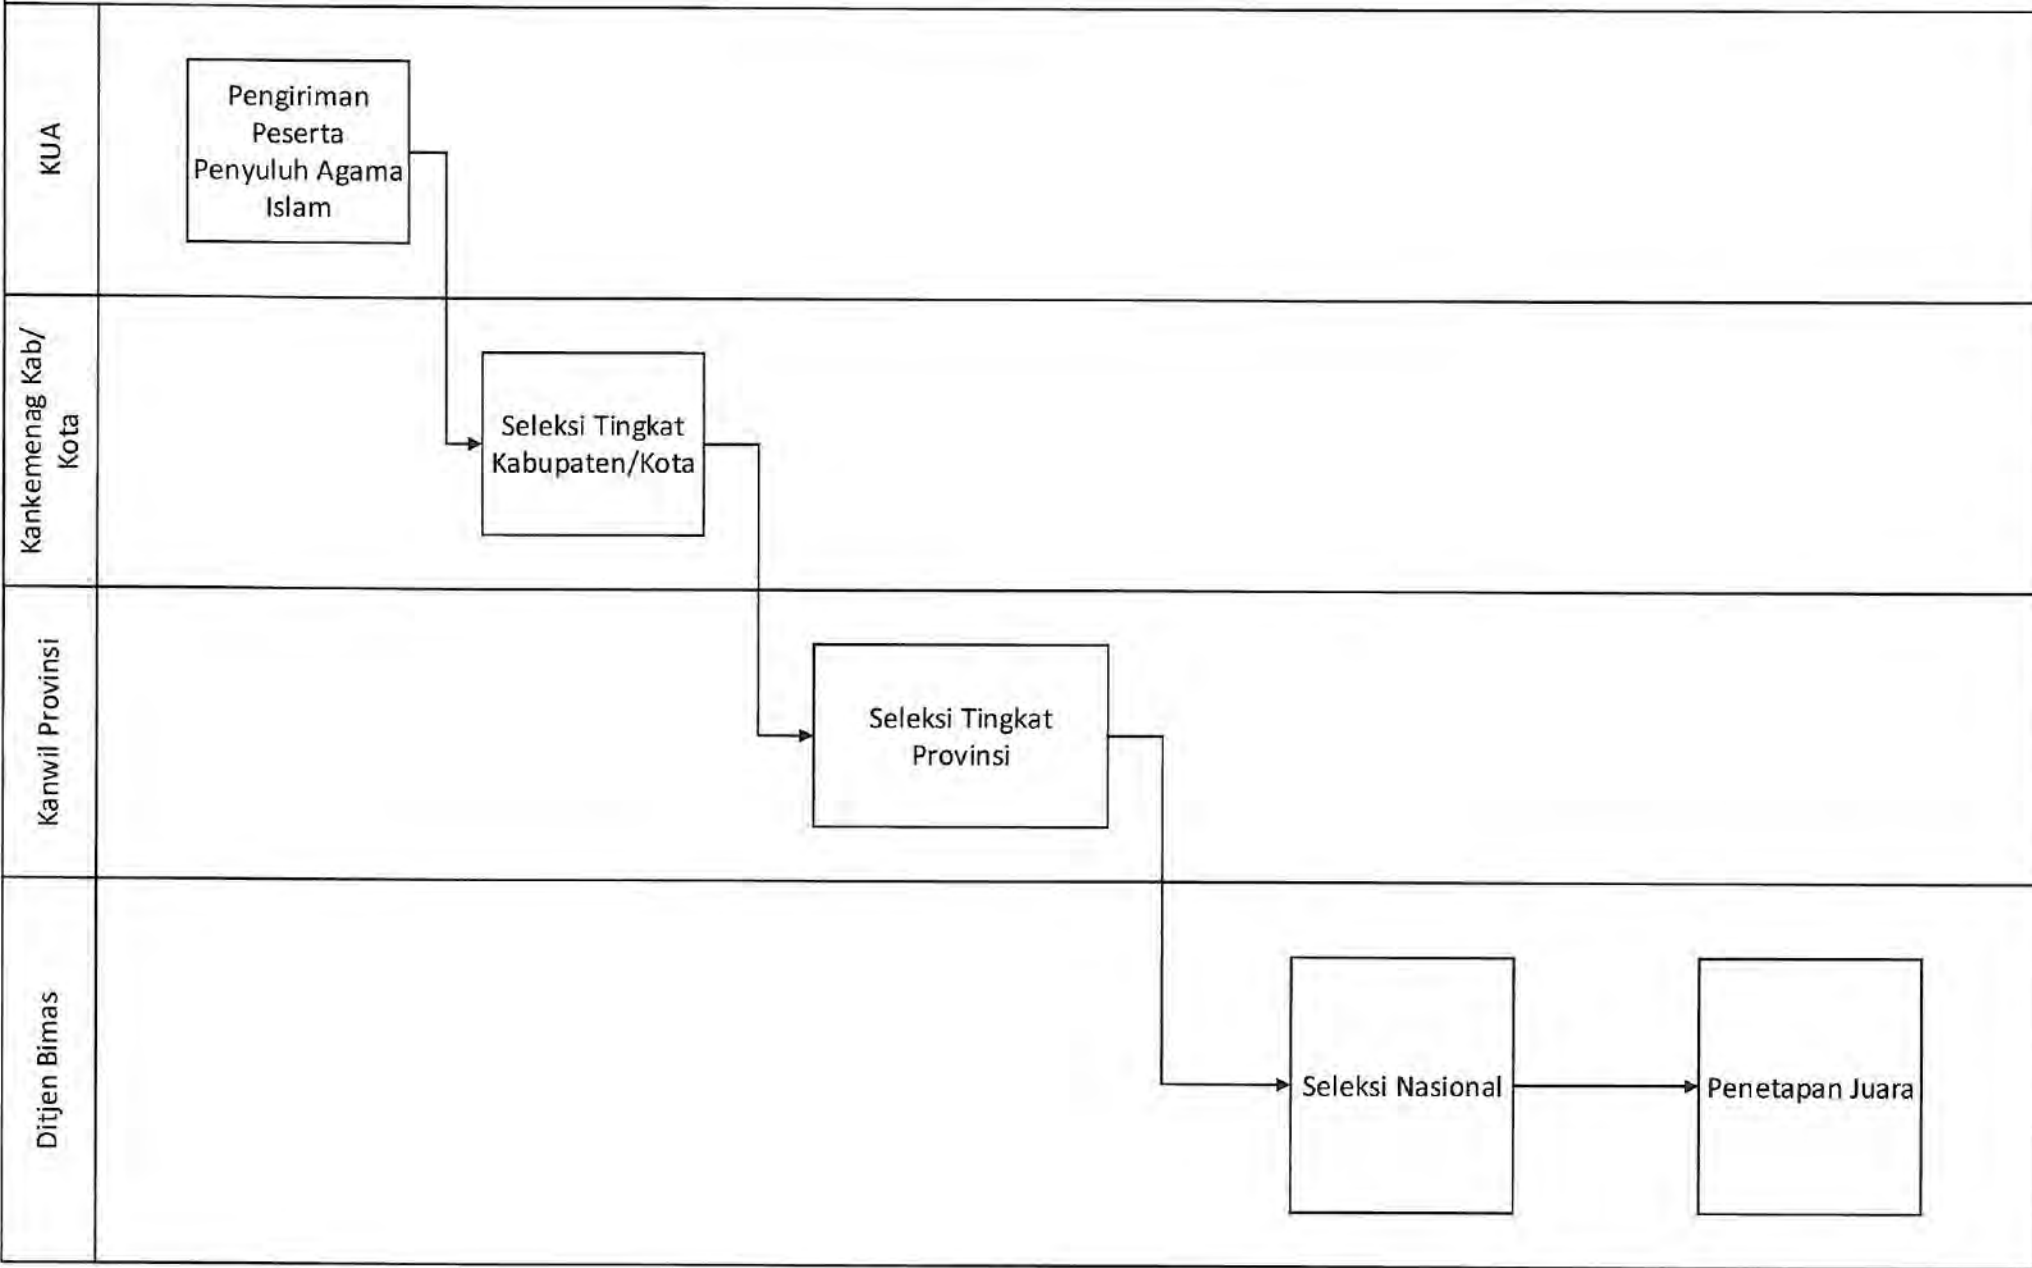 KUA
Pengiriman
Peserta
Penyuluh Agama
Islam
Kankemenag Kab/
Kota
Seleksi Tingkat
Kabupaten/Kota
Kanwil Provinsi
Seleksi Tingkat
Provinsi
Ditjen Bimas
Seleksi Nasional
Penetapan Juara